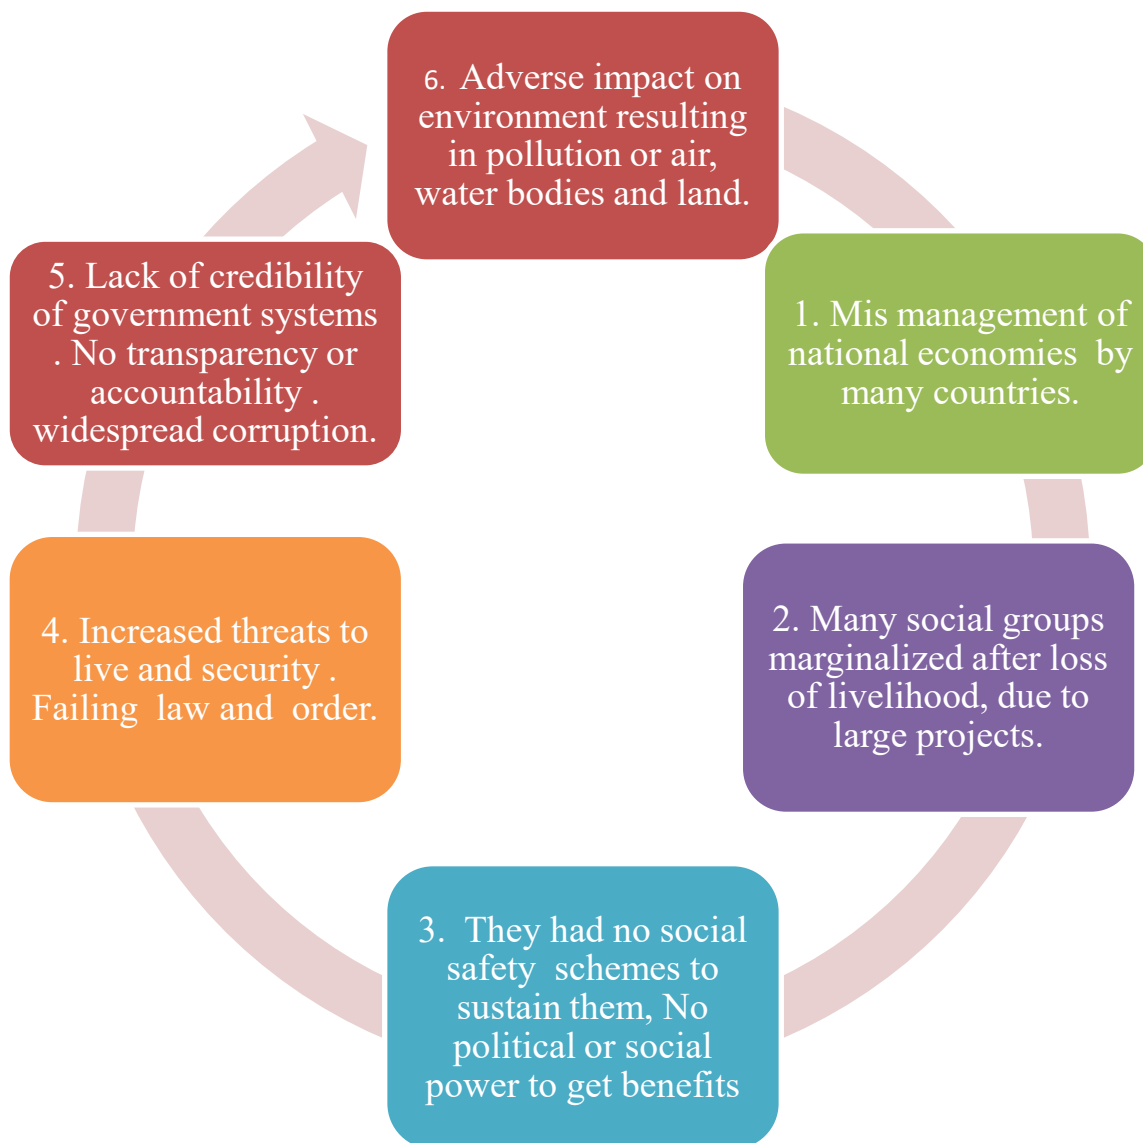 6. Adverse impact on
environment resulting
in pollution or air,
water bodies and land.
1. Mis management of
national economies by
many countries.
2. Many social groups
marginalized after loss
of livelihood, due to
large projects.
3. They had no social
safety schemes to
sustain them, No
political or social
power to get benefits
4. Increased threats to
live and security .
Failing law and order.
5. Lack of credibility
of government systems
. No transparency or
accountability .
widespread corruption.